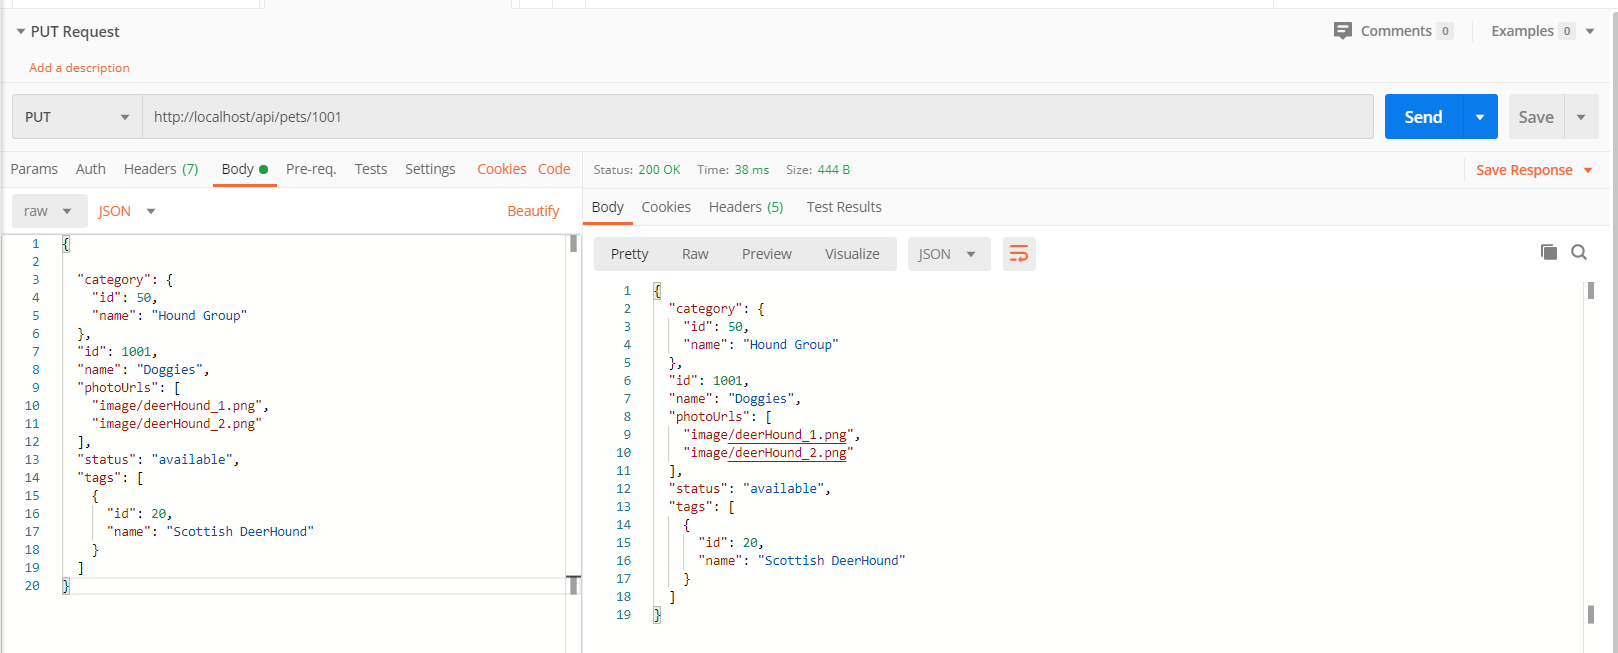 PUT Request
Comments 0
Examples 0
Add a description
PUT
http://localhost/api/pets/1001
Send
Save
Params Auth Headers (7) Body Pre-req. Tests Settings Cookies Code
Status: 200 OK Time: 38 ms Size: 444 B
Save Response
raw JSON Beautify
1 {
2
3 "category": {
4 "id": 50,
5 "name": "Hound Group"
6 },
7 "id": 1001,
8 "name": "Doggies",
9 "photoUrls": [
10 "image/deerHound_1.png",
11 "image/deerHound_2.png"
12 ],
13 "status": "available",
14 "tags": [
15 {
16 "id": 20,
17 "name": "Scottish DeerHound"
18 }
19 ]
20 }
Body Cookies Headers (5) Test Results
Pretty Raw Preview Visualize JSON
1 {
2 "category": {
3 "id": 50,
4 "name": "Hound Group"
5 },
6 "id": 1001,
7 "name": "Doggies",
8 "photoUrls": [
9 "image/deerHound_1.png",
10 "image/deerHound_2.png"
11 ],
12 "status": "available",
13 "tags": [
14 {
15 "id": 20,
16 "name": "Scottish DeerHound"
17 }
18 ]
19 }